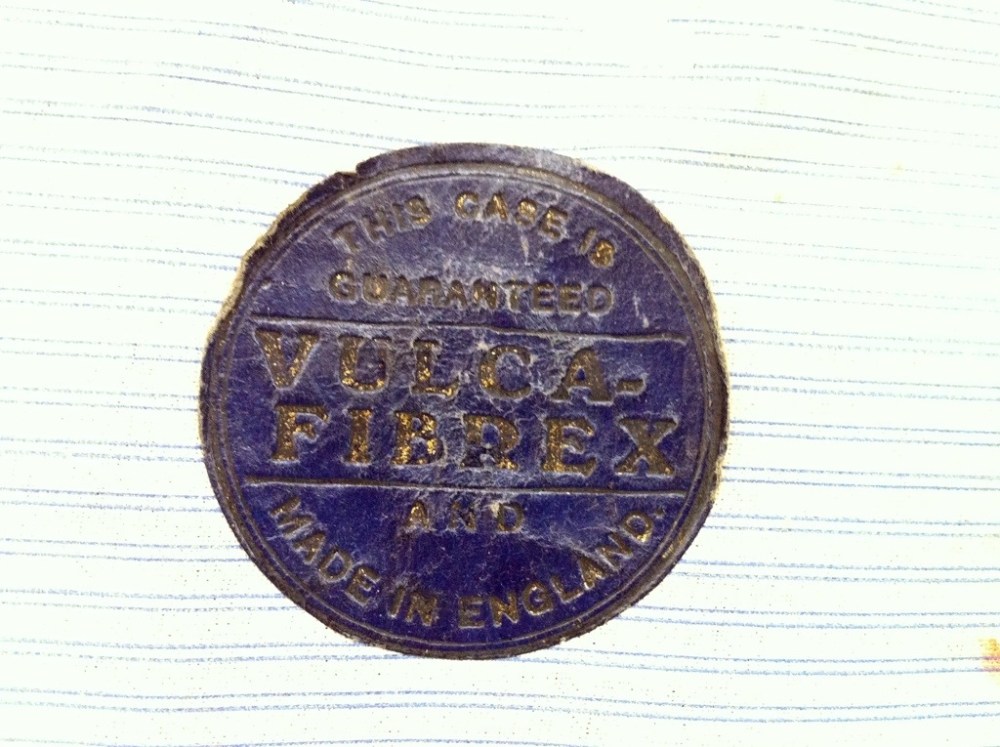 THIS CASE IS
GUARANTEED
VULCA-
FIBREX
AND
MADE IN ENGLAND.